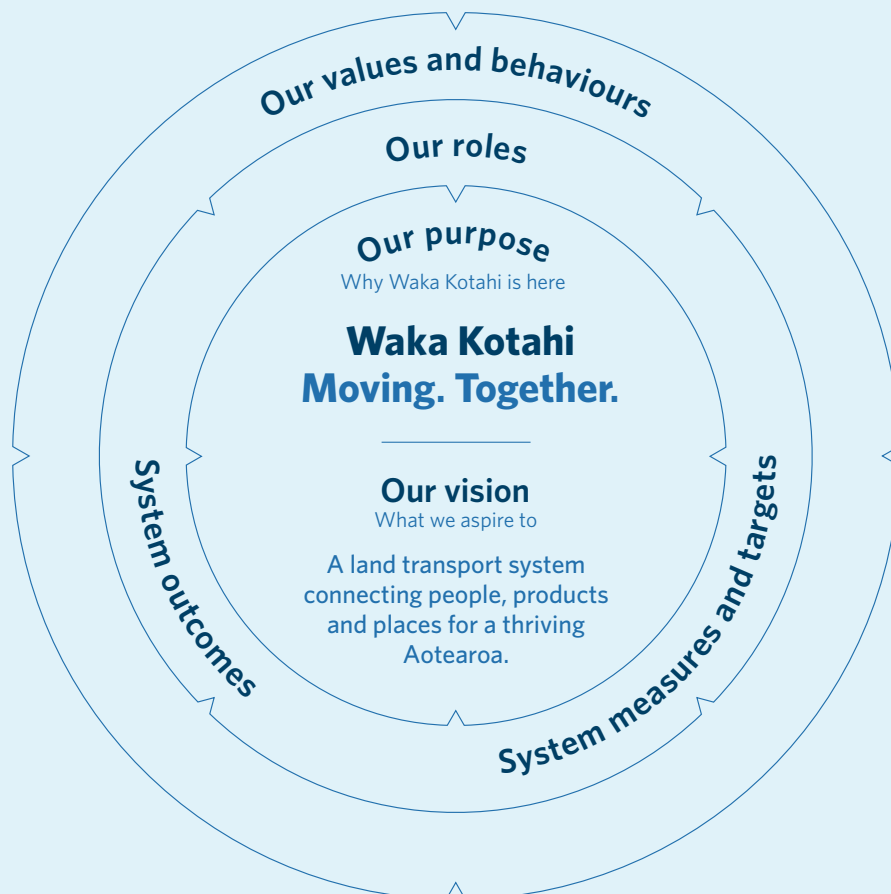 Our values and behaviours
Our roles
Our purpose
Why Waka Kotahi is here
Waka Kotahi
Moving. Together.
Our vision
What we aspire to
A land transport system
connecting people, products
and places for a thriving
Aotearoa.
System outcomes
System measures and targets